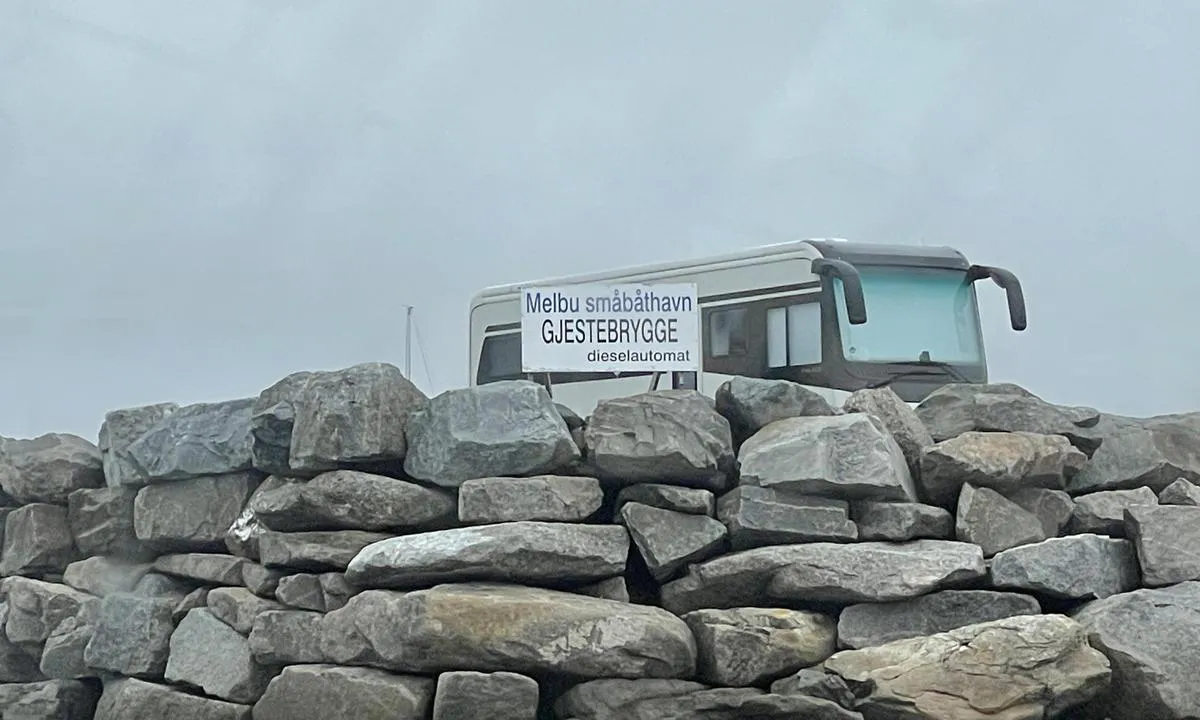 Melbu småbåthavn
GJESTEBRYGGE
dieselautomat